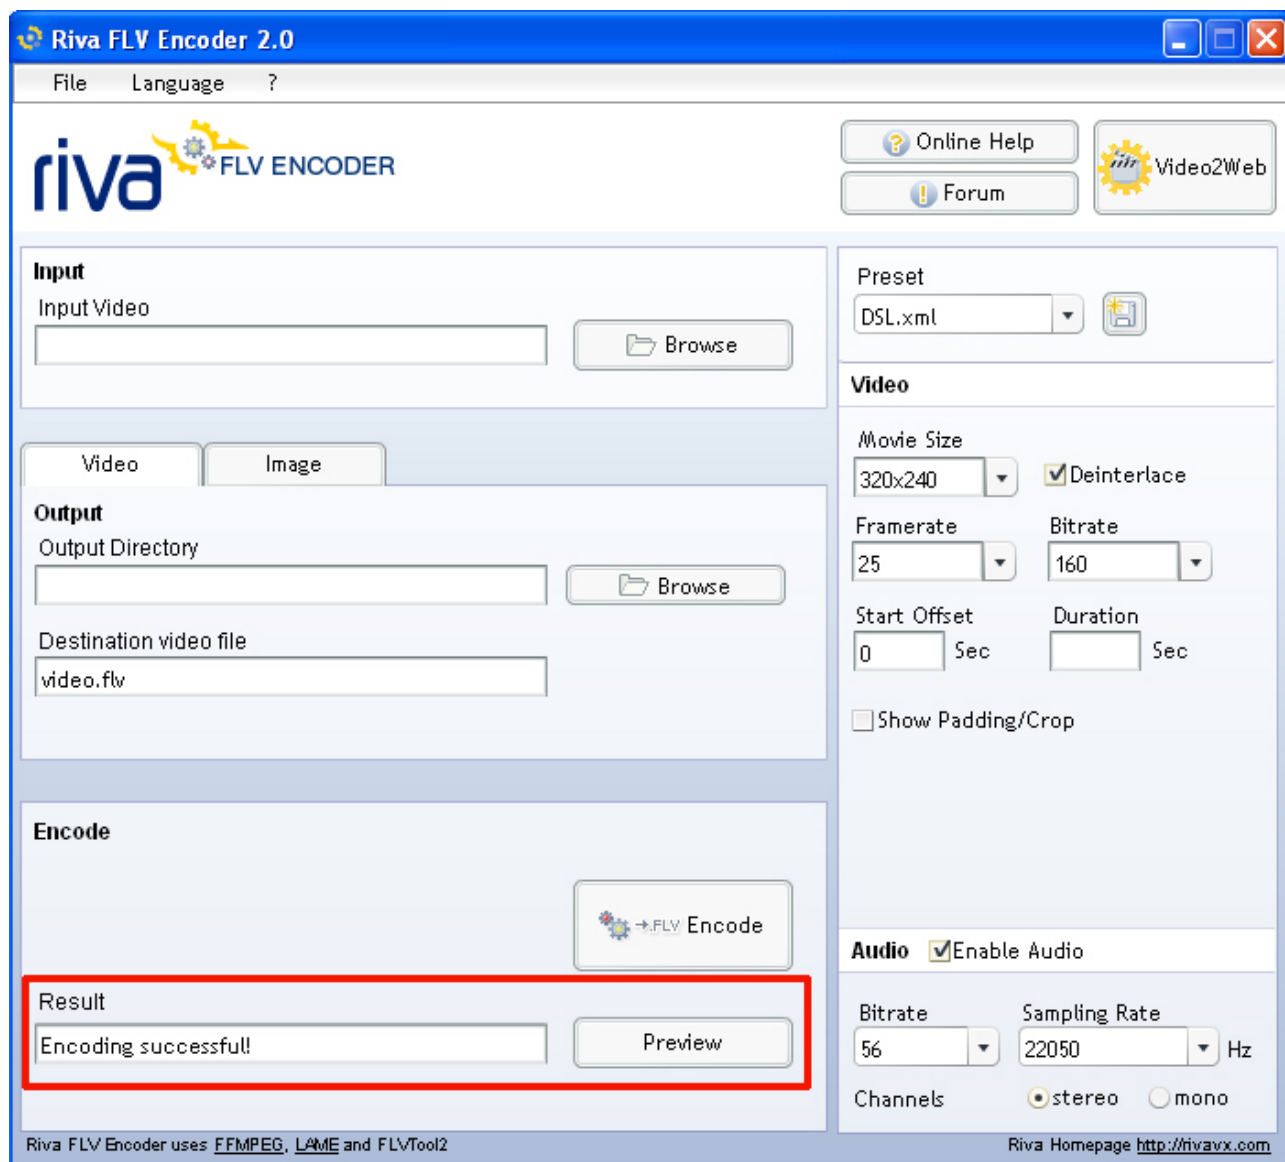 Riva FLV Encoder 2.0
File Language ?
riva FLV ENCODER
Online Help
Forum
Video2Web
Input
Input Video
Browse
Video Image
Output
Output Directory
Browse
Destination video file
video.flv
Encode
→.FLV Encode
Result
Encoding successful!
Preview
Preset
DSL.xml
Video
Movie Size
320x240
Deinterlace
Framerate Bitrate
25 160
Start Offset Duration
0 Sec Sec
Show Padding/Crop
Audio Enable Audio
Bitrate Sampling Rate
56 22050 Hz
Channels stereo mono
Riva FLV Encoder uses FFMPEG, LAME and FLVTool2
Riva Homepage http://rivavx.com